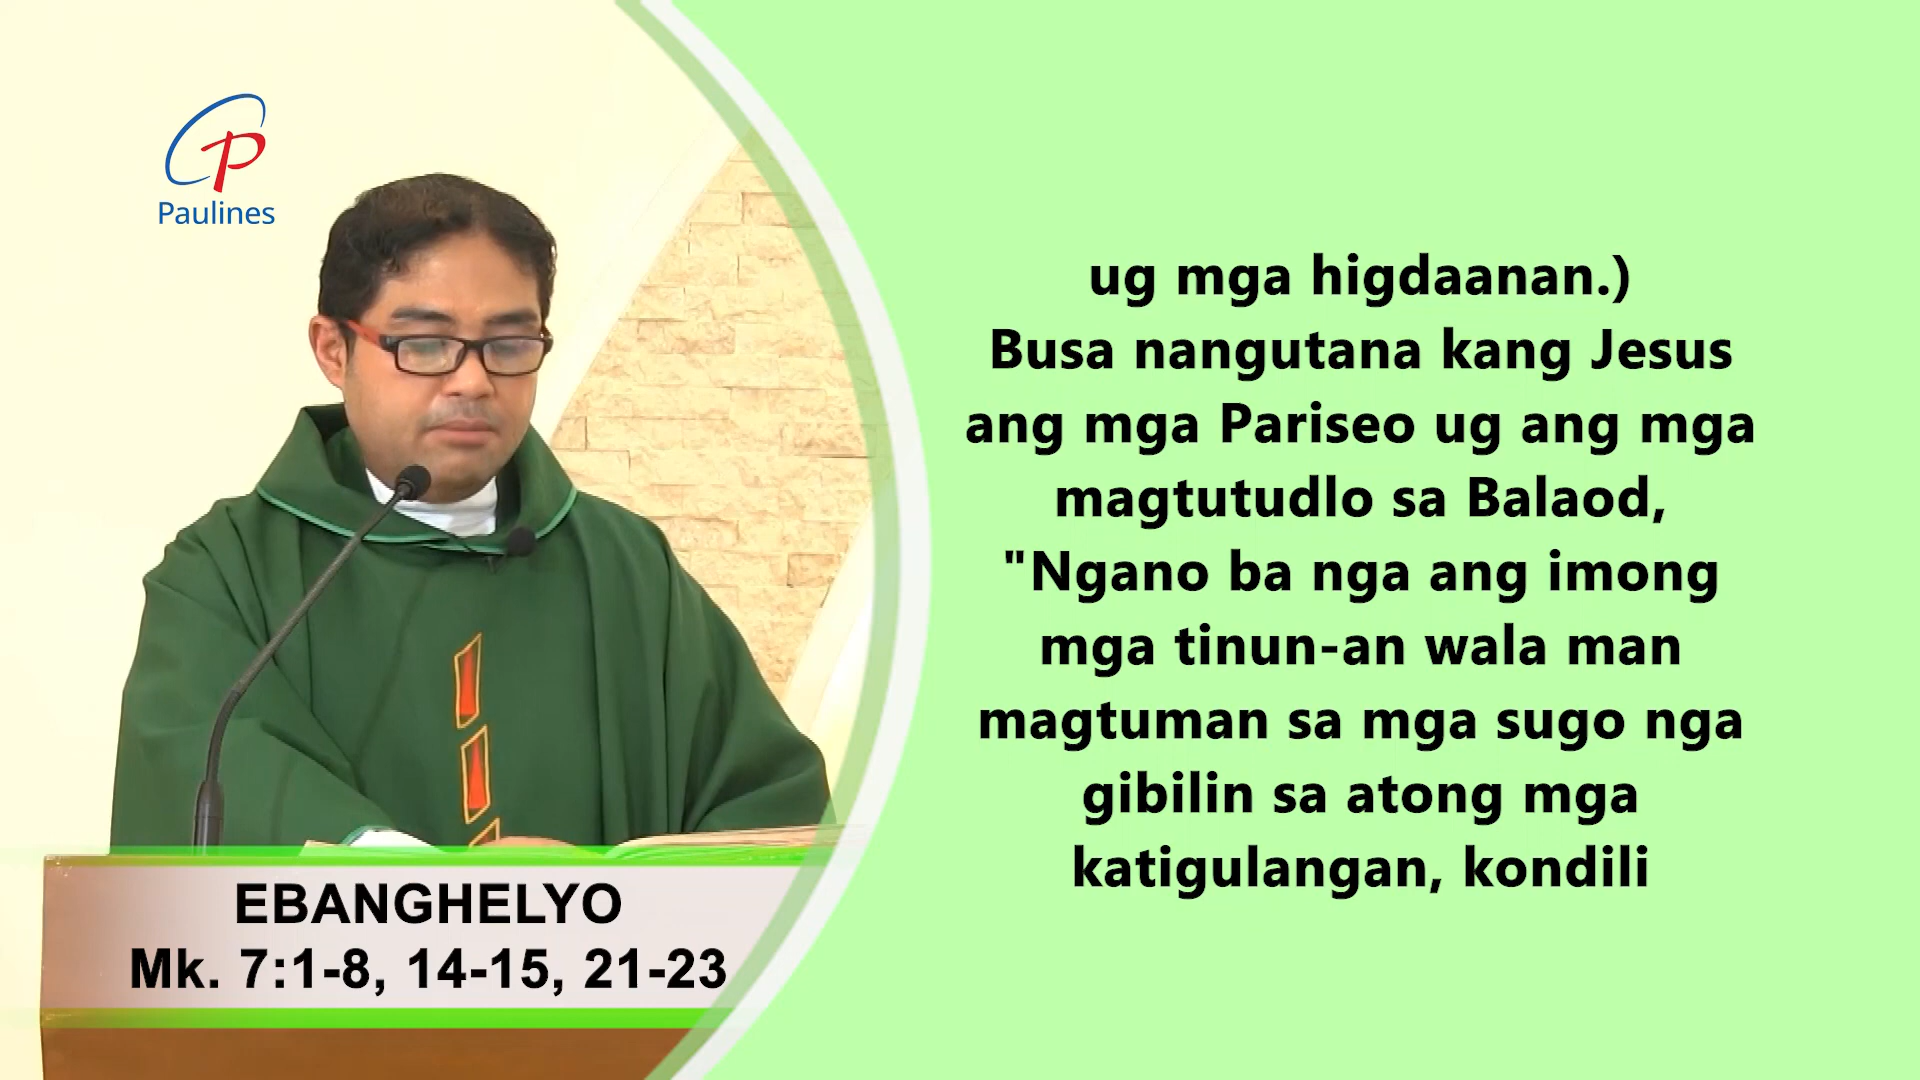 Paulines
EBANGHELYO
Mk. 7:1-8, 14-15, 21-23
ug mga higdaanan.)
Busa nangutana kang Jesus
ang mga Pariseo ug ang mga
magtutudlo sa Balaod,
"Ngano ba nga ang imong
mga tinun-an wala man
magtuman sa mga sugo nga
gibilin sa atong mga
katigulangan, kondili